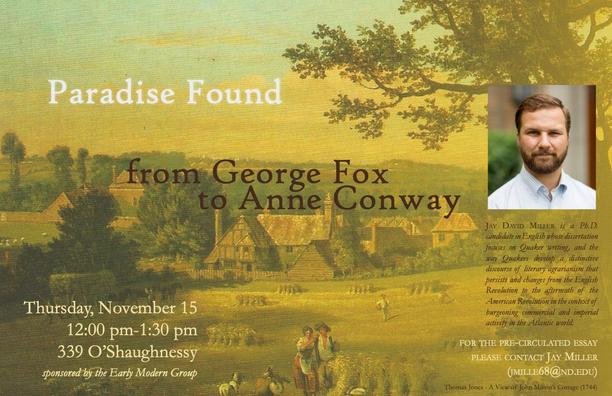 Paradise Found
from George Fox
to Anne Conway
Thursday, November 15
12:00 pm-1:30 pm
339 O'Shaughnessy
sponsored by the Early Modern Group
Jay David Miller is a Ph.D.
candidate in English whose dissertation
focuses on Quaker writing, and the
way Quakers develop a distinctive
discourse of literary agrarianism that
persists and changes from the English
Revolution to the aftermath of the
American Revolution in the context of
burgeoning commercial and imperial
activity in the Atlantic world.
for the pre-circulated essay
please contact Jay Miller
(jmille68@nd.edu)
Thomas Jones - A View of John Cottage (1744)